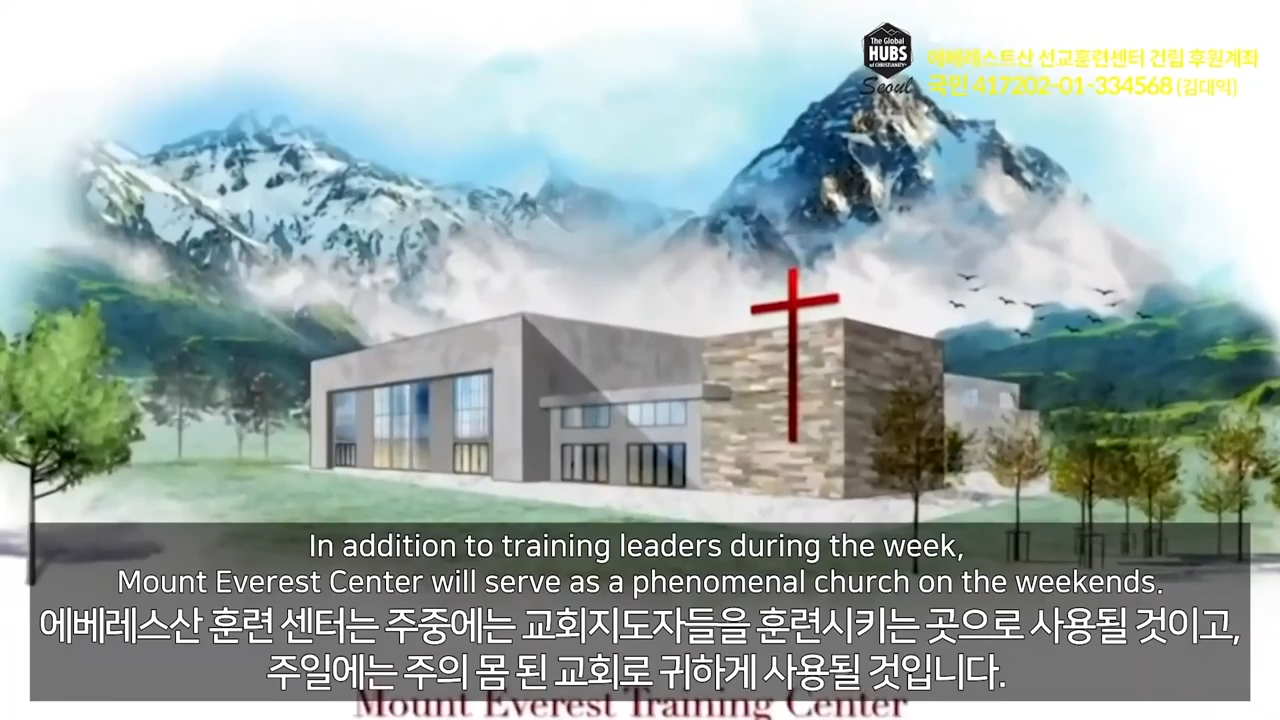 The Global
HUBS
of CHRISTIANITY
Seoul
에베레스트산 선교훈련센터 건립 후원계좌
국민 417202-01-334568 (김대억)
In addition to training leaders during the week,
Mount Everest Center will serve as a phenomenal church on the weekends.
에베레스산 훈련 센터는 주중에는 교회지도자들을 훈련시키는 곳으로 사용될 것이고,
주일에는 주의 몸 된 교회로 귀하게 사용될 것입니다.
Mount Everest Training Center